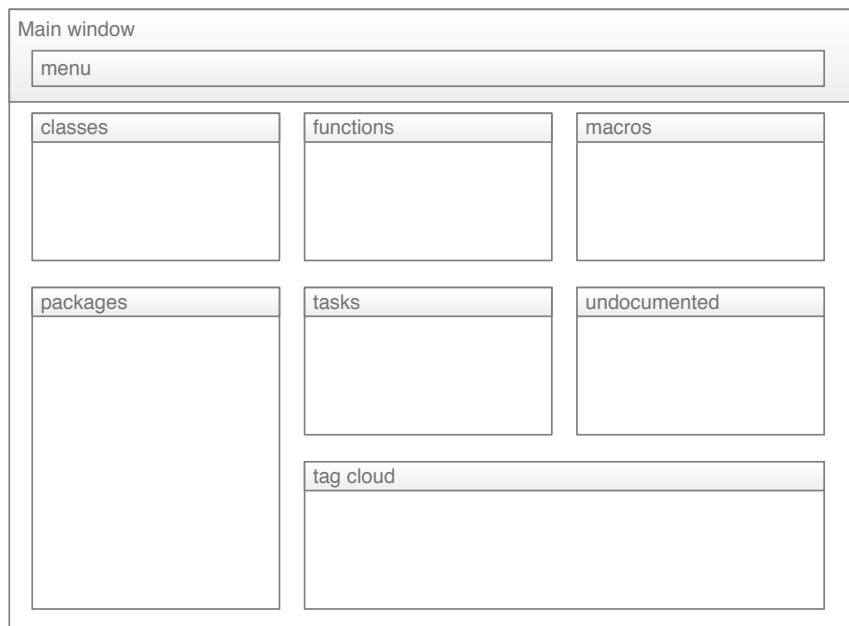 Main window
menu
classes
functions
macros
packages
tasks
undocumented
tag cloud